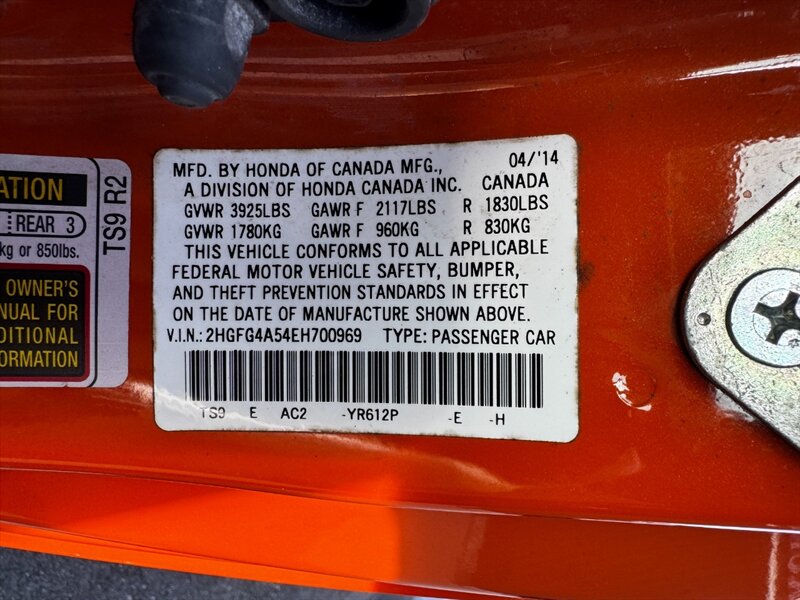 ATION
REAR 3
kg or 850lbs.
OWNER'S
ANUAL FOR
DDITIONAL
FORMATION
TS9 R2
MFD. BY HONDA OF CANADA MFG., 04/'14
A DIVISION OF HONDA CANADA INC. CANADA
GVWR 3925LBS GAWR F 2117LBS R 1830LBS
GVWR 1780KG GAWR F 960KG R 830KG
THIS VEHICLE CONFORMS TO ALL APPLICABLE
FEDERAL MOTOR VEHICLE SAFETY, BUMPER,
AND THEFT PREVENTION STANDARDS IN EFFECT
ON THE DATE OF MANUFACTURE SHOWN ABOVE.
V.I.N.: 2HGFG4A54EH700969 TYPE: PASSENGER CAR
TS9 E AC2 -YR612P -E -H